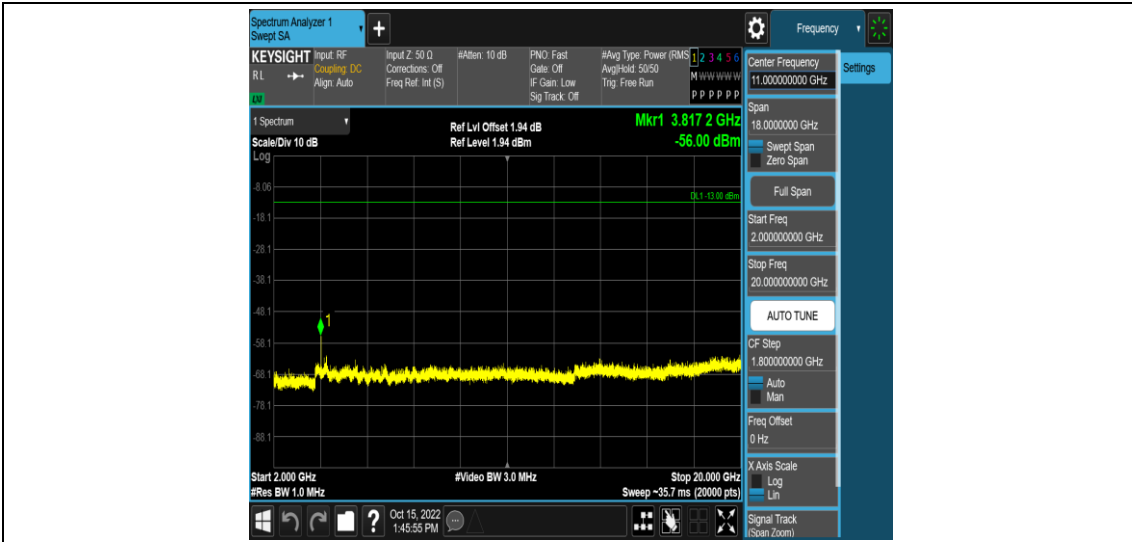 Spectrum Analyzer 1
Swept SA
+
Frequency
KEYSIGHT
RL
LNI
Input: RF
Coupling: DC
Align: Auto
Input Z: 50 Ω
Corrections: Off
Freq Ref: Int (S)
#Atten: 10 dB
PNO: Fast
Gate: Off
IF Gain: Low
Sig Track: Off
#Avg Type: Power (RMS
Avg|Hold: 50/50
Trig: Free Run
1 2 3 4 5 6
M W W W W W
P P P P P P
1 Spectrum
Scale/Div 10 dB
Log
Ref Lvl Offset 1.94 dB
Ref Level 1.94 dBm
Mkr1 3.817 2 GHz
-56.00 dBm
DL1 -13.00 dBm
-8.06
-18.1
-28.1
-38.1
-48.1
-58.1
-68.1
-78.1
-88.1
1
Start 2.000 GHz
#Res BW 1.0 MHz
#Video BW 3.0 MHz
Stop 20.000 GHz
Sweep ~35.7 ms (20000 pts)
Oct 15, 2022
1:45:55 PM
?
Settings
Center Frequency
11.000000000 GHz
Span
18.0000000 GHz
Swept Span
Zero Span
Full Span
Start Freq
2.000000000 GHz
Stop Freq
20.000000000 GHz
AUTO TUNE
CF Step
1.800000000 GHz
Auto
Man
Freq Offset
0 Hz
X Axis Scale
Log
Lin
Signal Track
(Span Zoom)